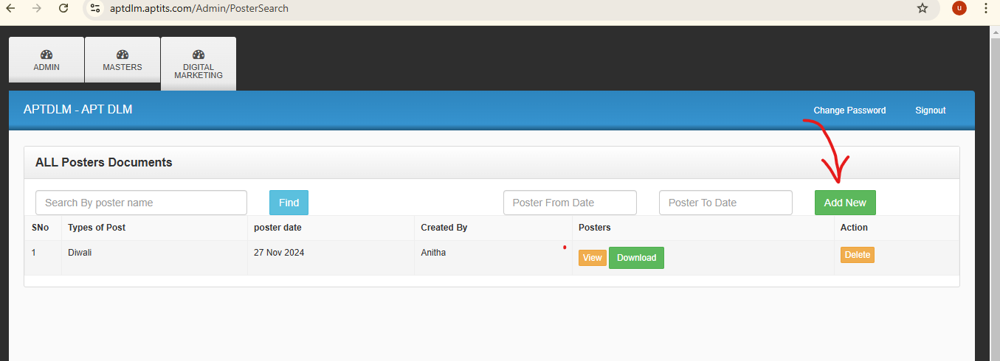 aptdlm.aptits.com/Admin/PosterSearch
u
ADMIN
MASTERS
DIGITAL
MARKETING
APTDLM - APT DLM
Change Password
Signout
ALL Posters Documents
Search By poster name
Find
Poster From Date
Poster To Date
Add New
SNo
Types of Post
poster date
Created By
Posters
Action
1
Diwali
27 Nov 2024
Anitha
View
Download
Delete